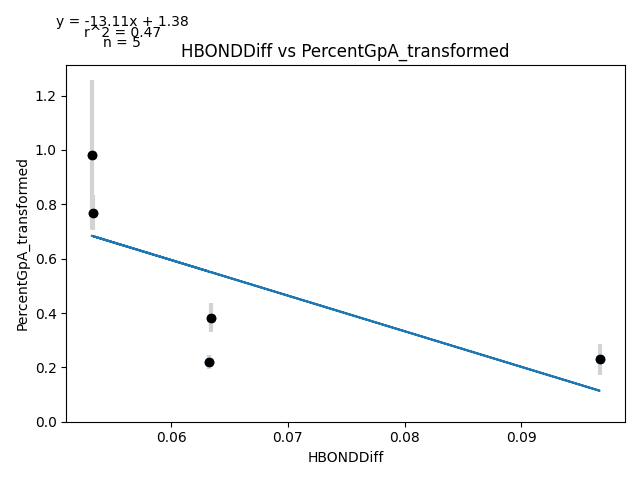 y = -13.11x + 1.38
r^2 = 0.47
n = 5
HBONDDiff vs PercentGpA_transformed
1.2
1.0
0.8
0.6
0.4
0.2
0.0
PercentGpA_transformed
0.06
0.07
0.08
0.09
HBONDDiff